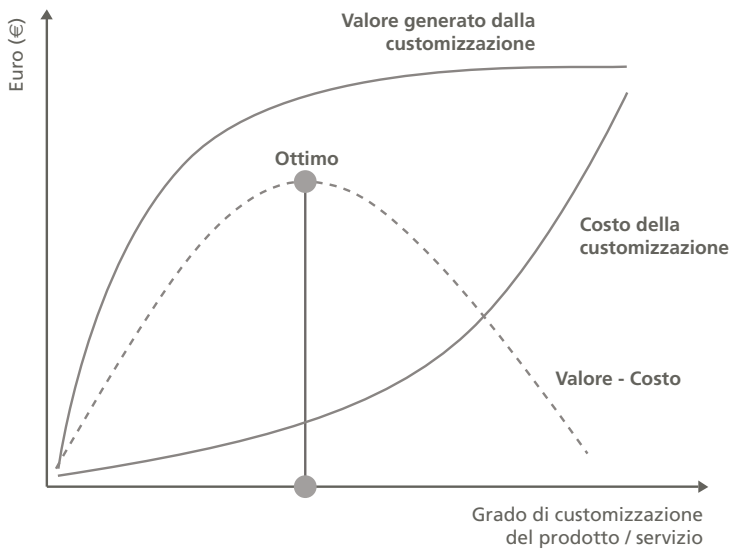 Euro (€)
Valore generato dalla
customizzazione
Ottimo
Costo della
customizzazione
Valore - Costo
Grado di customizzazione
del prodotto / servizio